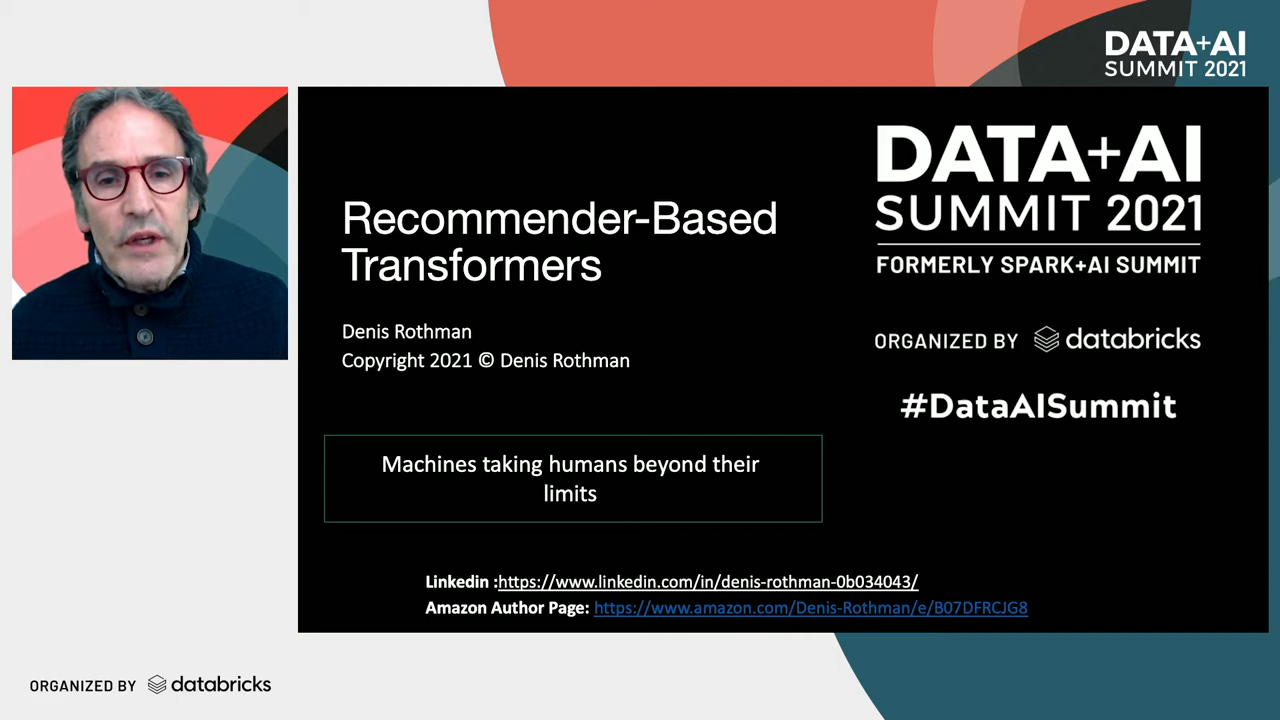 DATA+AI
SUMMIT 2021
Recommender-Based
Transformers
Denis Rothman
Copyright 2021 © Denis Rothman
Machines taking humans beyond their
limits
Linkedin :https://www.linkedin.com/in/denis-rothman-0b034043/
Amazon Author Page: https://www.amazon.com/Denis-Rothman/e/B07DFRCJG8
DATA+AI
SUMMIT 2021
FORMERLY SPARK+AI SUMMIT
ORGANIZED BY databricks
#DataAISummit
ORGANIZED BY databricks